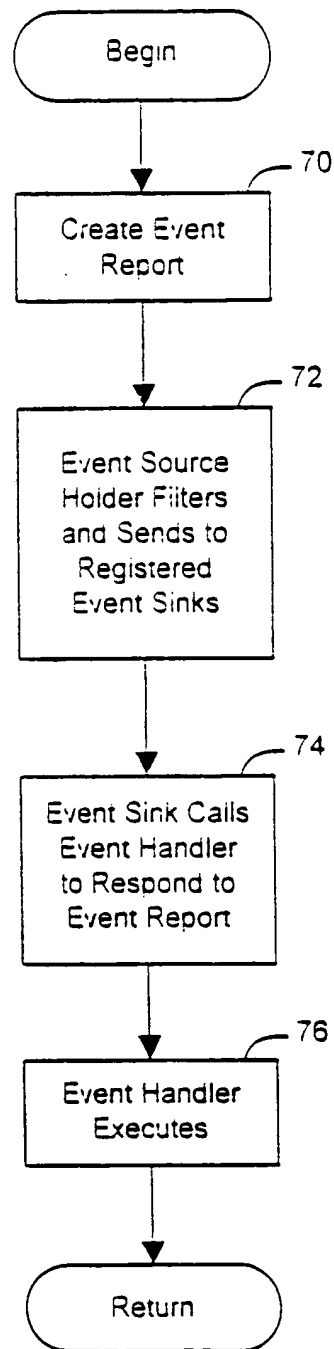 Begin
70
Create Event
Report
72
Event Source
Holder Filters
and Sends to
Registered
Event Sinks
74
Event Sink Calls
Event Handler
to Respond to
Event Report
76
Event Handler
Executes
Return